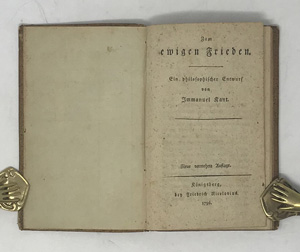 Zum
ewigen Frieden.
Ein philosophischer Entwurf
von
Immanuel Kant.
Neue vermehrte Auflage.
Königsberg,
bey Friedrich Nicolovius.
1796.